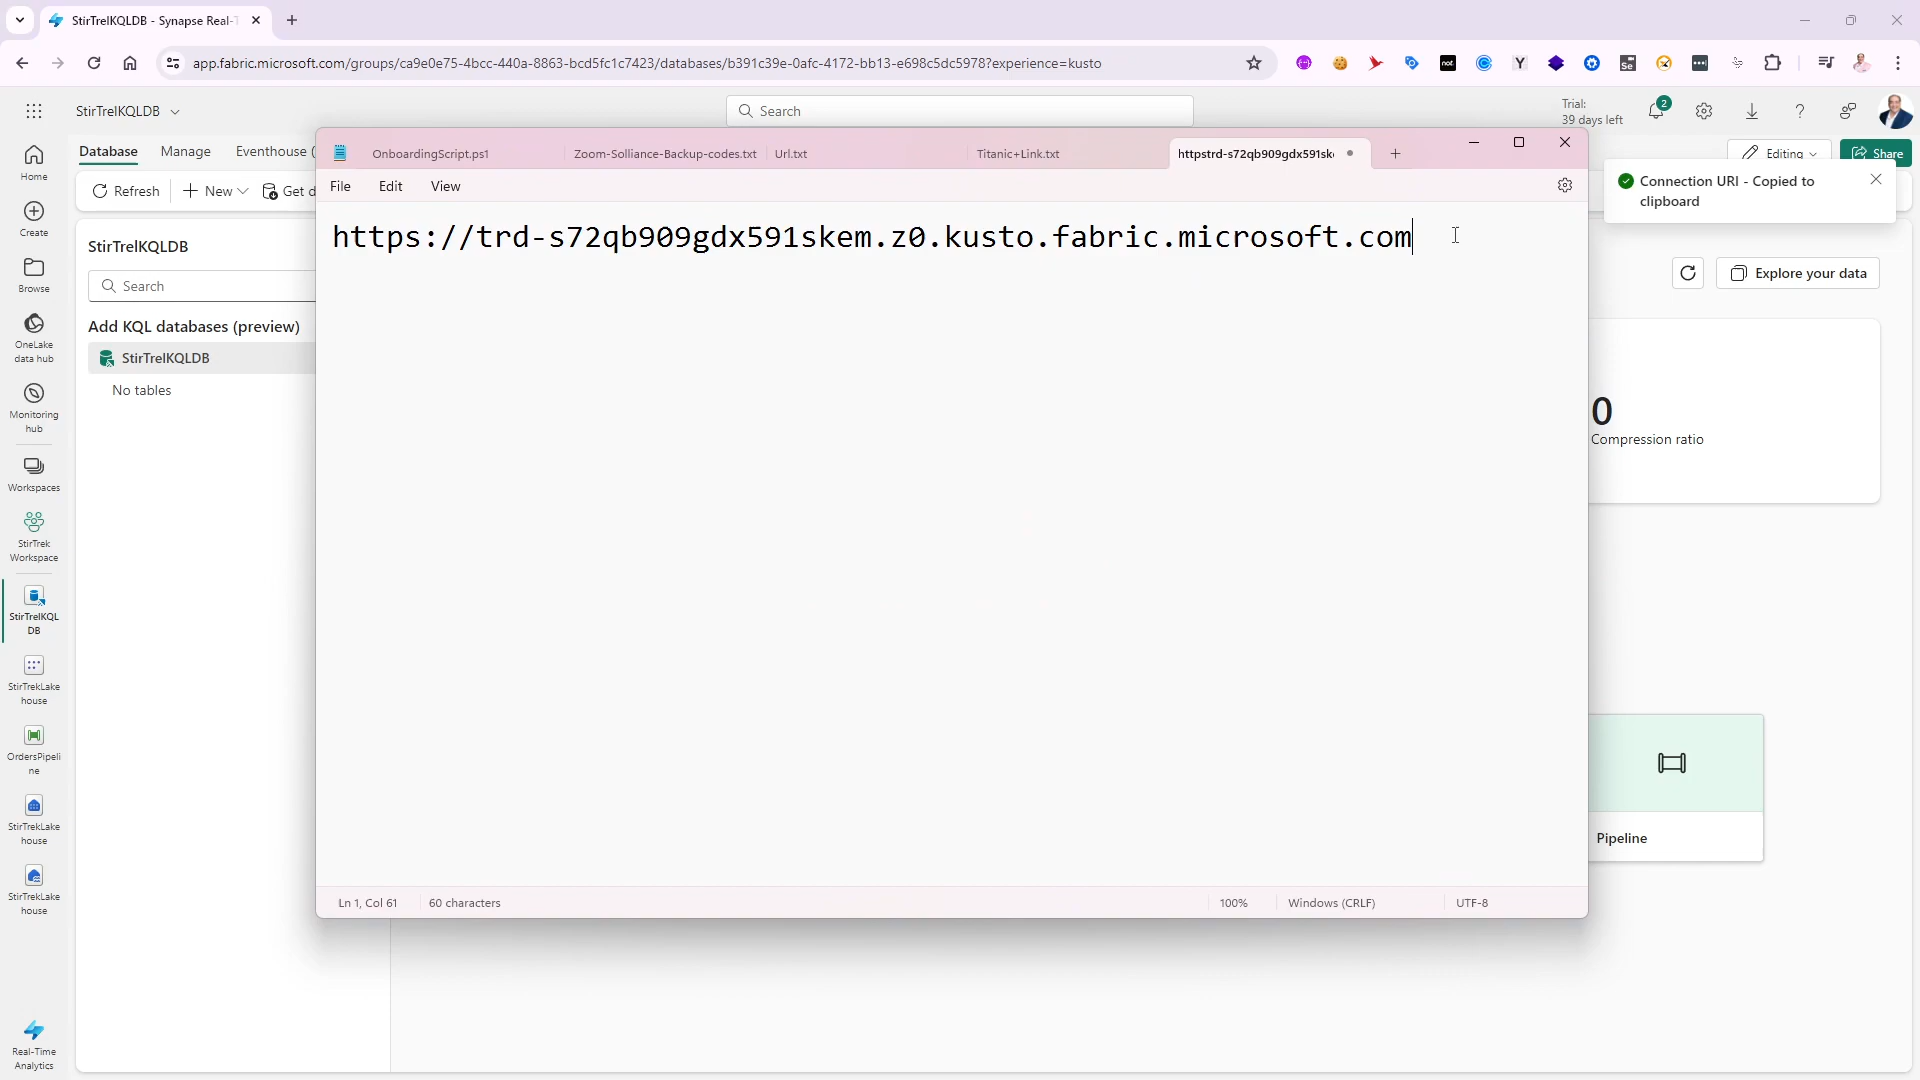 StirTrelKQLDB - Synapse Real-T
app.fabric.microsoft.com/groups/ca9e0e75-4bcc-440a-8863-bcd5fc1c7423/databases/b391c39e-0afc-4172-bb13-e698c5dc5978?experience=kusto
StirTrelKQLDB
Search
Trial:
39 days left
2
Home
Create
Browse
OneLake
data hub
Monitoring
hub
Workspaces
StirTrek
Workspace
StirTrelKQL
DB
StirTrekLake
house
OrdersPipeli
ne
StirTrekLake
house
StirTrekLake
house
Real-Time
Analytics
Database
Manage
Eventhouse (
Editing
Share
Refresh
New
Get d
StirTrelKQLDB
Search
Add KQL databases (preview)
StirTrelKQLDB
No tables
OnboardingScript.ps1
Zoom-Solliance-Backup-codes.txt
Url.txt
Titanic+Link.txt
httpstrd-s72qb909gdx591sk
File
Edit
View
https://trd-s72qb909gdx591skem.z0.kusto.fabric.microsoft.com
Ln 1, Col 61
60 characters
100%
Windows (CRLF)
UTF-8
Connection URI - Copied to
clipboard
Explore your data
0
Compression ratio
Pipeline